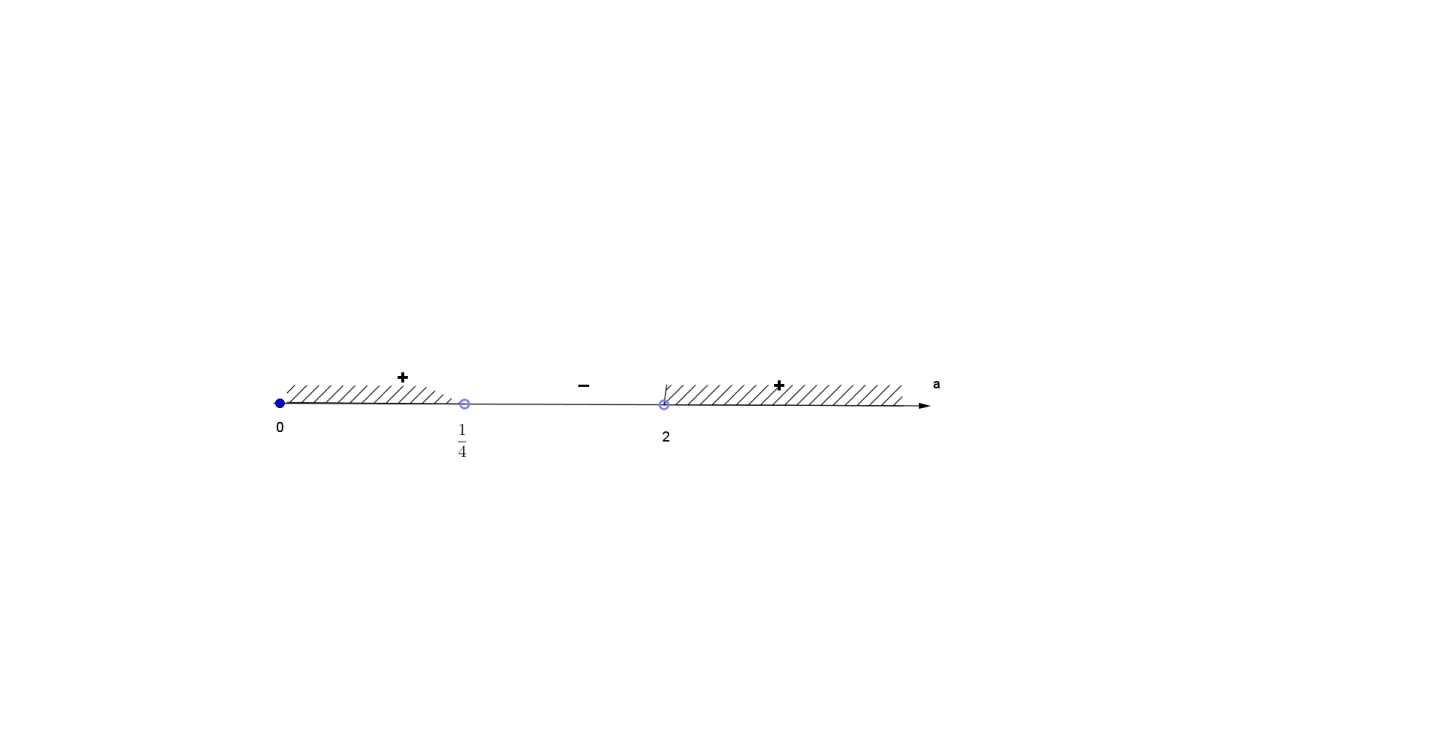 + − + a
0 1/4 2